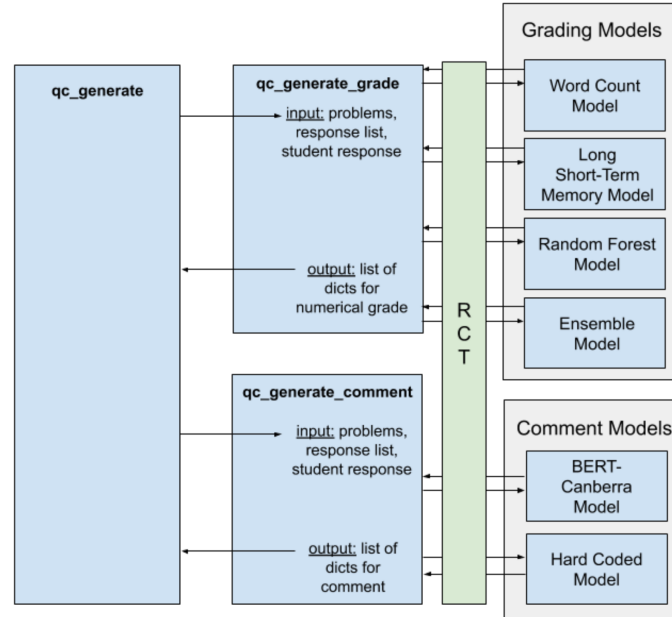 qc_generate
qc_generate_grade
input: problems,
response list,
student response
output: list of
dicts for
numerical grade
qc_generate_comment
input: problems,
response list,
student response
output: list of
dicts for
comment
R
C
T
Grading Models
Word Count
Model
Long
Short-Term
Memory Model
Random Forest
Model
Ensemble
Model
Comment Models
BERT-
Canberra
Model
Hard Coded
Model